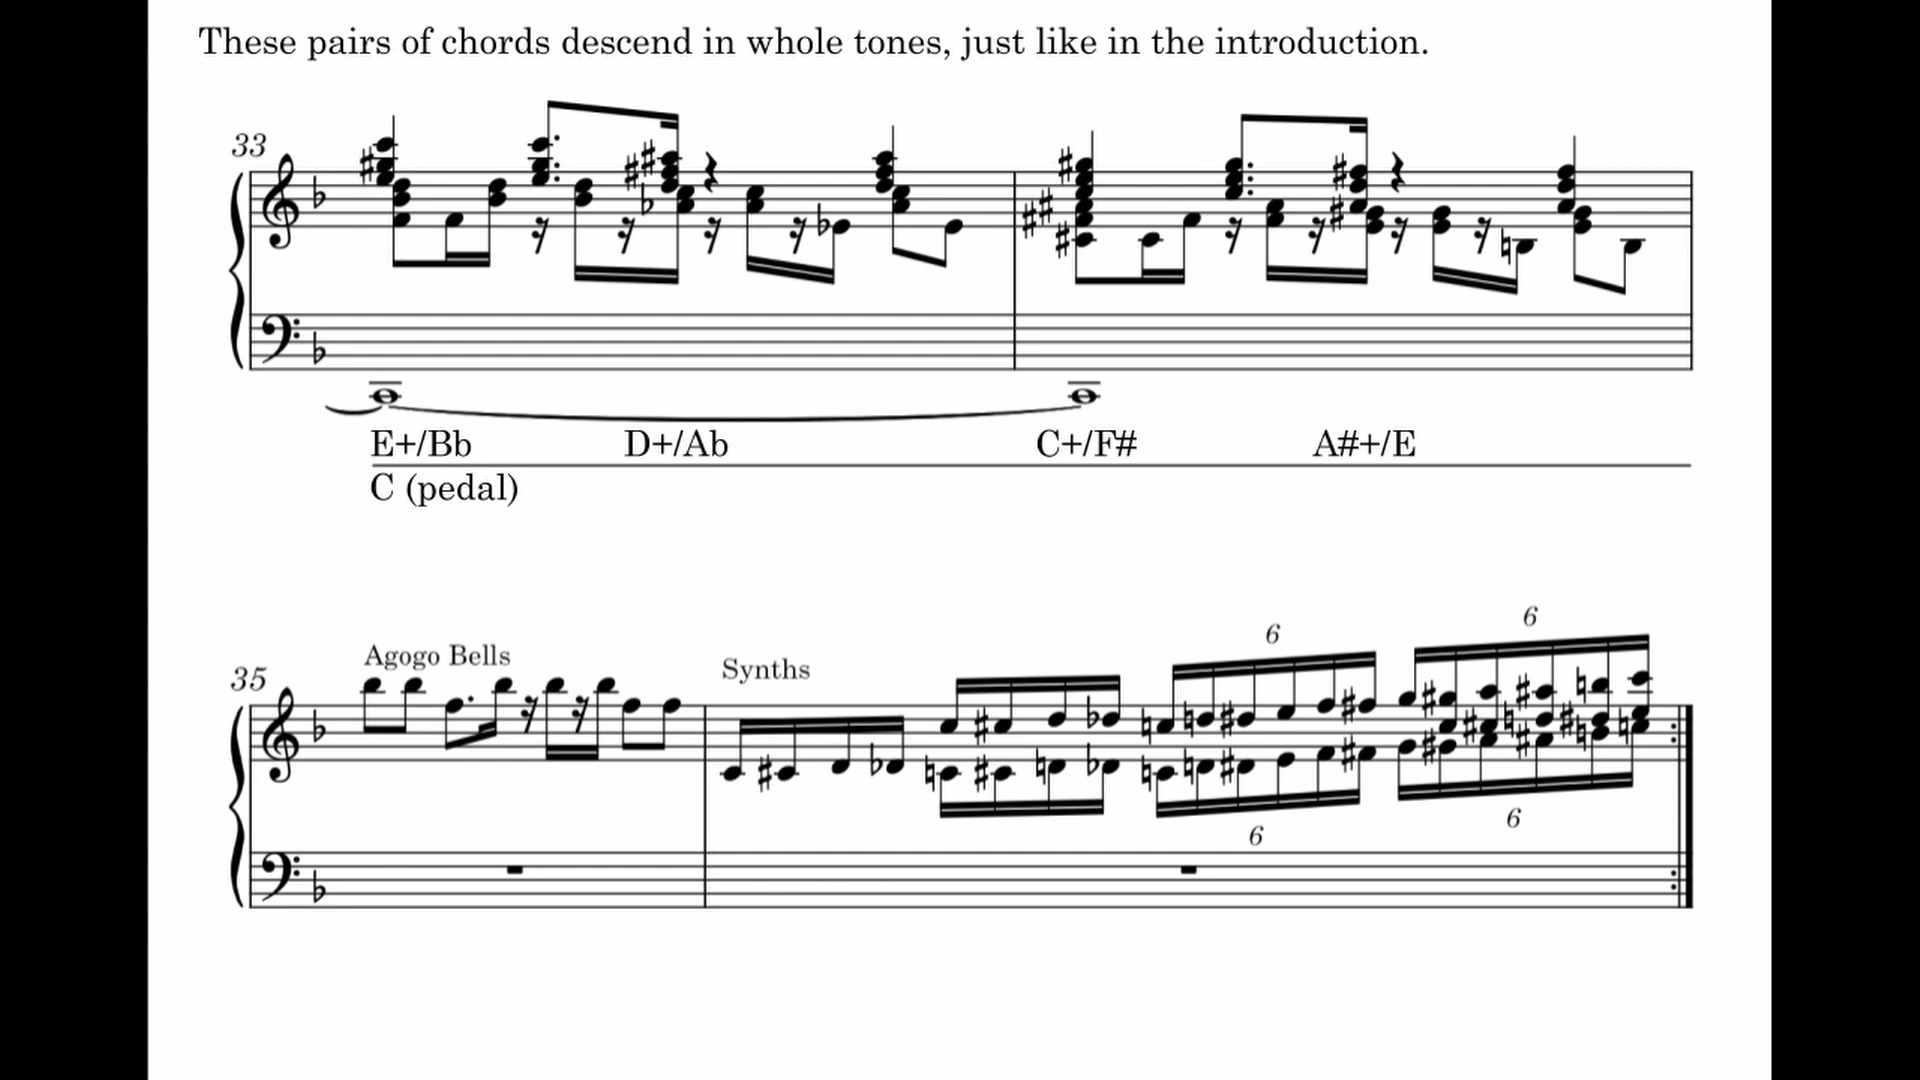 These pairs of chords descend in whole tones, just like in the introduction.
33
E+/Bb D+/Ab C+/F# A#+/E
C (pedal)
6
6
Agogo Bells
Synths
35
6
6